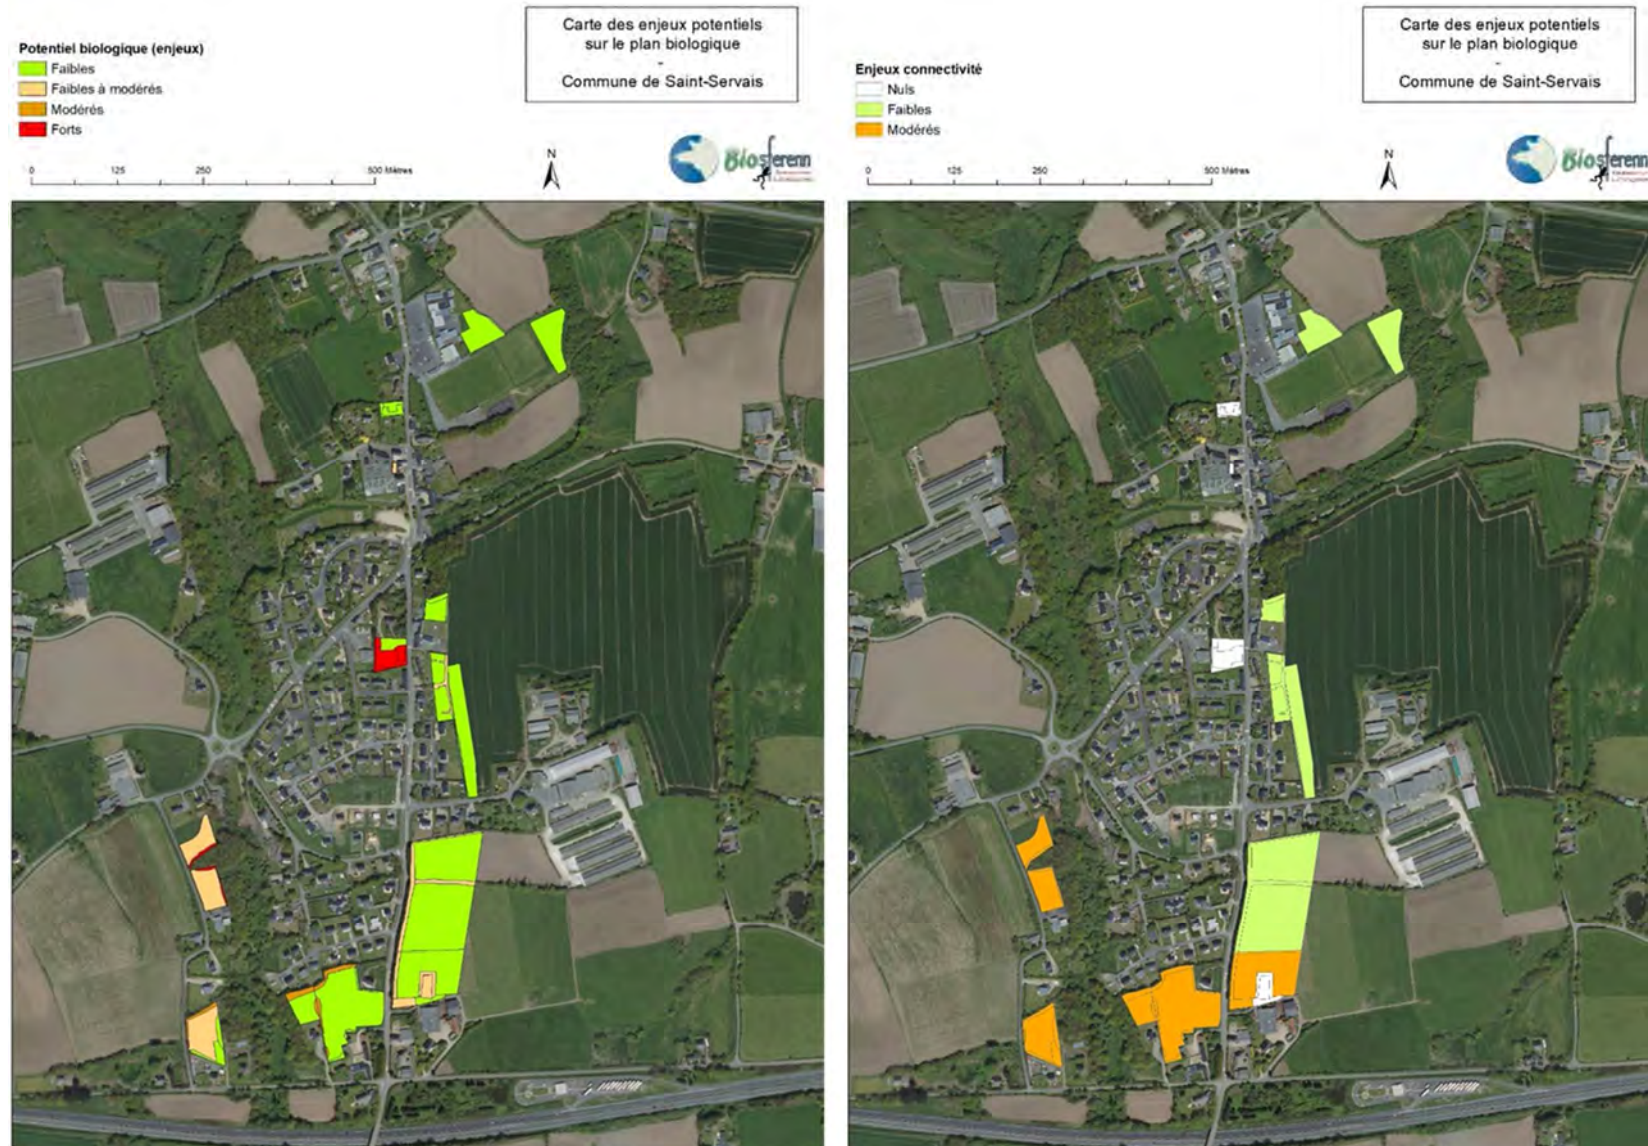 Carte des enjeux potentiels
sur le plan biologique
-
Commune de Saint-Servais
Potentiel biologique (enjeux)
Faibles
Faibles à modérés
Modérés
Forts
0 125 250 500 Mètres
N
Biosferenn
Carte des enjeux potentiels
sur le plan biologique
-
Commune de Saint-Servais
Enjeux connectivité
Nuls
Faibles
Modérés
0 125 250 500 Mètres
N
Biosferenn